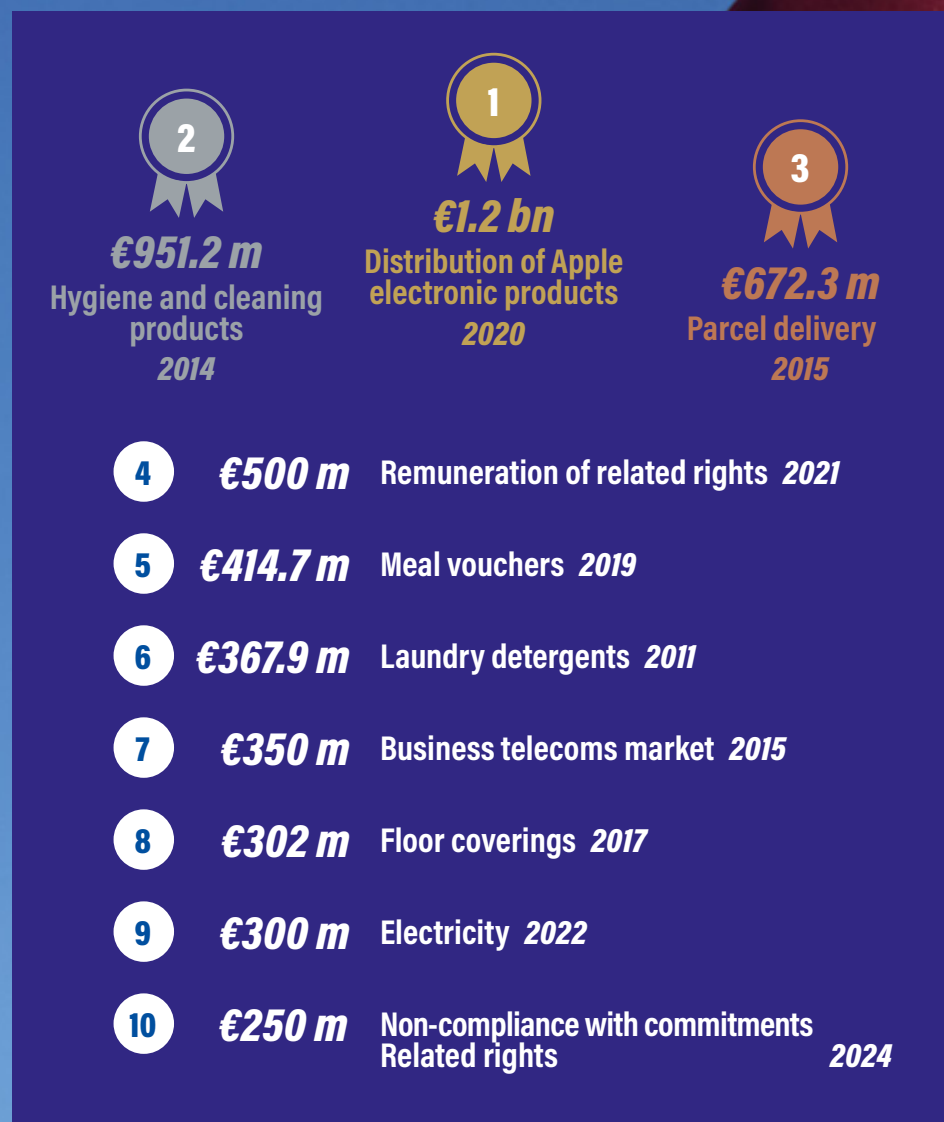 1
€1.2 bn
Distribution of Apple
electronic products
2020
2
€951.2 m
Hygiene and cleaning
products
2014
3
€672.3 m
Parcel delivery
2015
4 €500 m Remuneration of related rights 2021
5 €414.7 m Meal vouchers 2019
6 €367.9 m Laundry detergents 2011
7 €350 m Business telecoms market 2015
8 €302 m Floor coverings 2017
9 €300 m Electricity 2022
10 €250 m Non-compliance with commitments
Related rights 2024